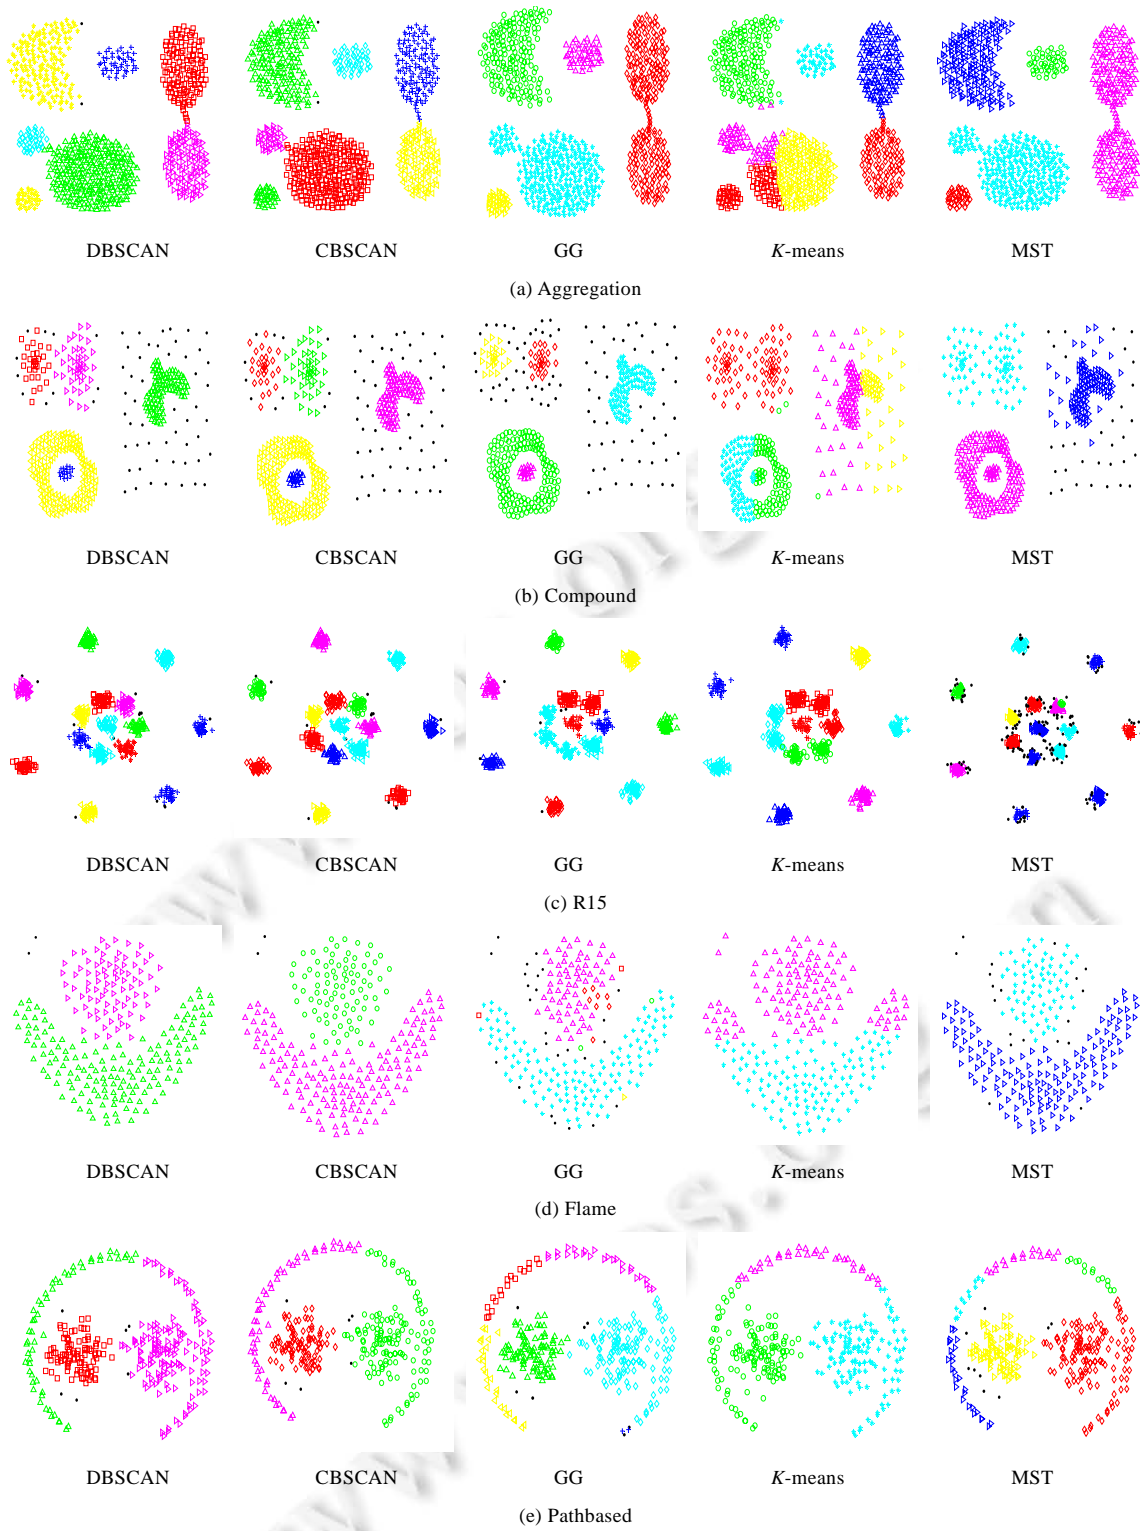 DBSCAN CBSCAN GG K-means MST
(a) Aggregation
DBSCAN CBSCAN GG K-means MST
(b) Compound
DBSCAN CBSCAN GG K-means MST
(c) R15
DBSCAN CBSCAN GG K-means MST
(d) Flame
DBSCAN CBSCAN GG K-means MST
(e) Pathbased